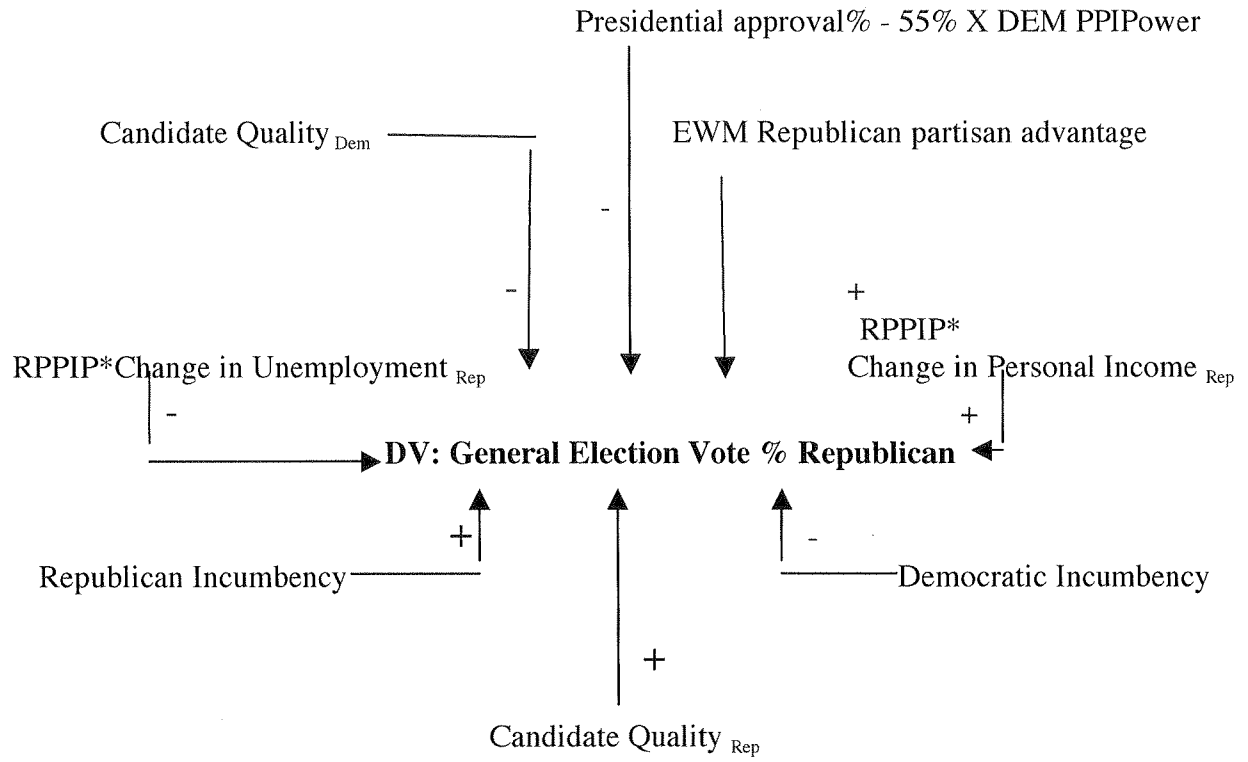 Presidential approval% - 55% X DEM PPIPower
Candidate Quality Dem
EWM Republican partisan advantage
-
-
+
RPPIP*
RPPIP*Change in Unemployment Rep
Change in Personal Income Rep
-
+
DV: General Election Vote % Republican
+
-
Republican Incumbency
Democratic Incumbency
+
Candidate Quality Rep